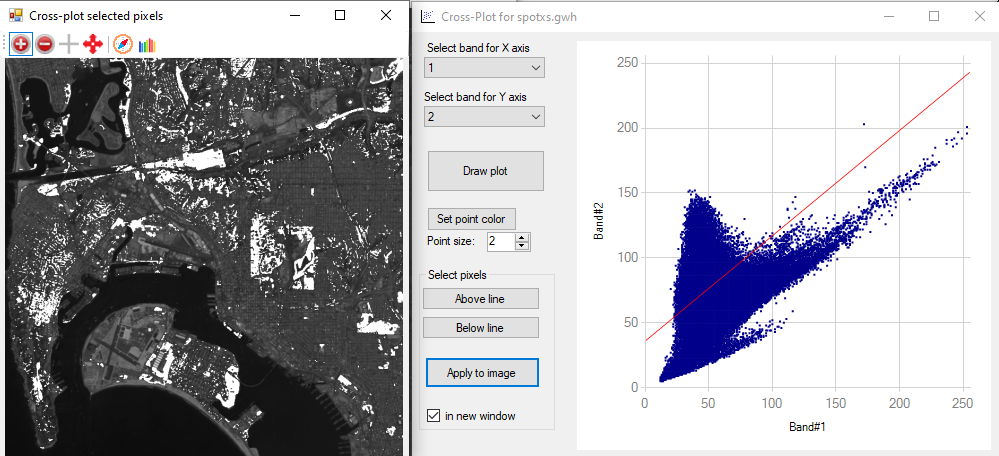 Cross-plot selected pixels
Cross-Plot for spotxs.gwh
Select band for X axis
1
Select band for Y axis
2
Draw plot
Set point color
Point size: 2
Select pixels
Above line
Below line
Apply to image
in new window
250
200
150
100
50
0
Band#2
0 50 100 150 200 250
Band#1